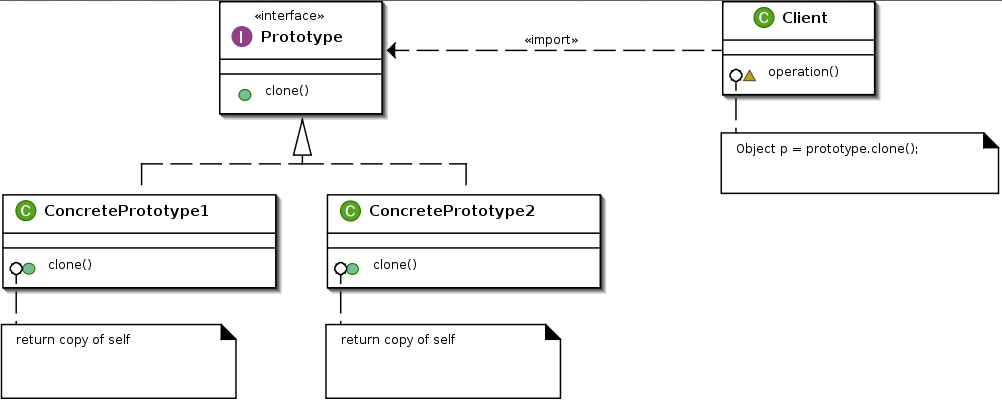 «interface»
I Prototype
clone()
«import»
C Client
operation()
Object p = prototype.clone();
C ConcretePrototype1
clone()
return copy of self
C ConcretePrototype2
clone()
return copy of self